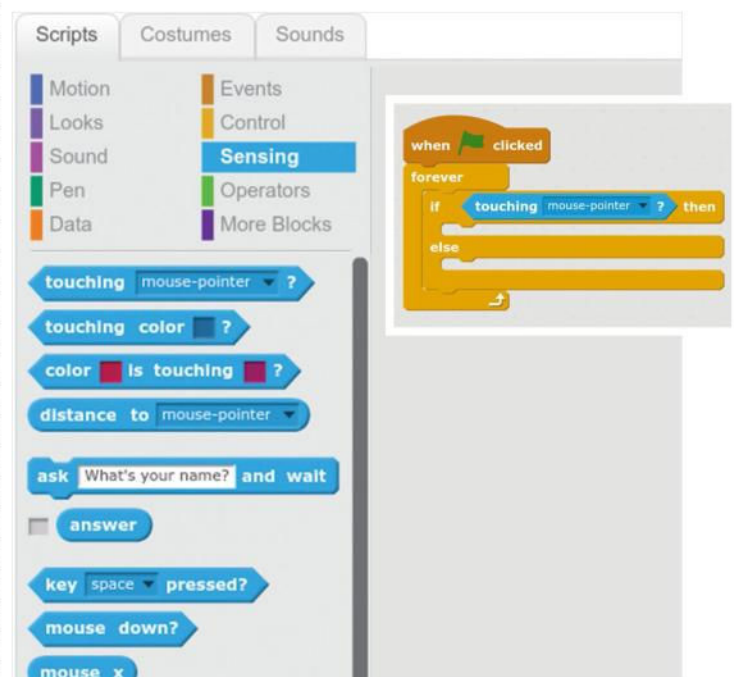 Scripts Costumes Sounds
Motion Events
Looks Control
Sound Sensing
Pen Operators
Data More Blocks
touching mouse-pointer ?
touching color ?
color is touching ?
distance to mouse-pointer
ask What's your name? and wait
answer
key space pressed?
mouse down?
mouse x
when clicked
forever
if touching mouse-pointer ? then
else